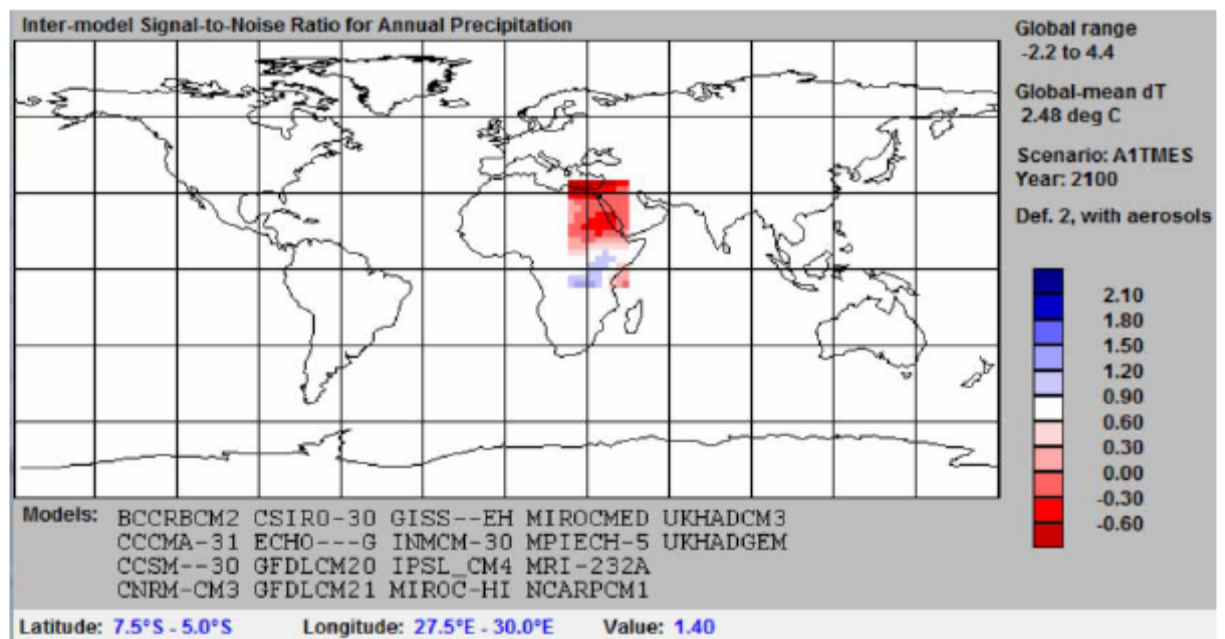 Inter-model Signal-to-Noise Ratio for Annual Precipitation
Global range
-2.2 to 4.4
Global-mean dT
2.48 deg C
Scenario: A1TMES
Year: 2100
Def. 2, with aerosols
2.10
1.80
1.50
1.20
0.90
0.60
0.30
0.00
-0.30
-0.60
Models: BCCRBCM2 CSIRO-30 GISS--EH MIROCMED UKHADCM3
CCCMA-31 ECHO---G INMCM-30 MPIECH-5 UKHADGEM
CCSM--30 GFDLCM20 IPSL_CM4 MRI-232A
CNRM-CM3 GFDLCM21 MIROC-HI NCARPCM1
Latitude: 7.5°S - 5.0°S Longitude: 27.5°E - 30.0°E Value: 1.40